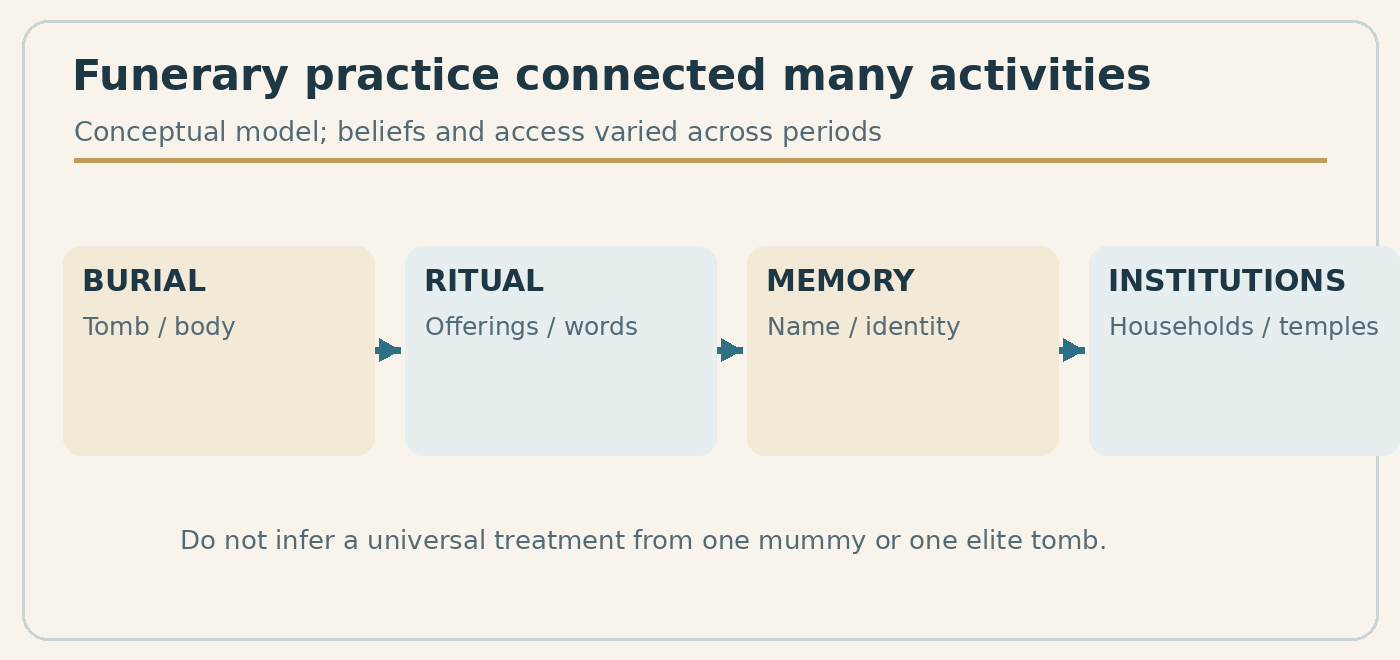 Funerary practice connected many activities
Conceptual model; beliefs and access varied across periods
BURIAL
Tomb / body
RITUAL
Offerings / words
MEMORY
Name / identity
INSTITUTIONS
Households / temples
Do not infer a universal treatment from one mummy or one elite tomb.